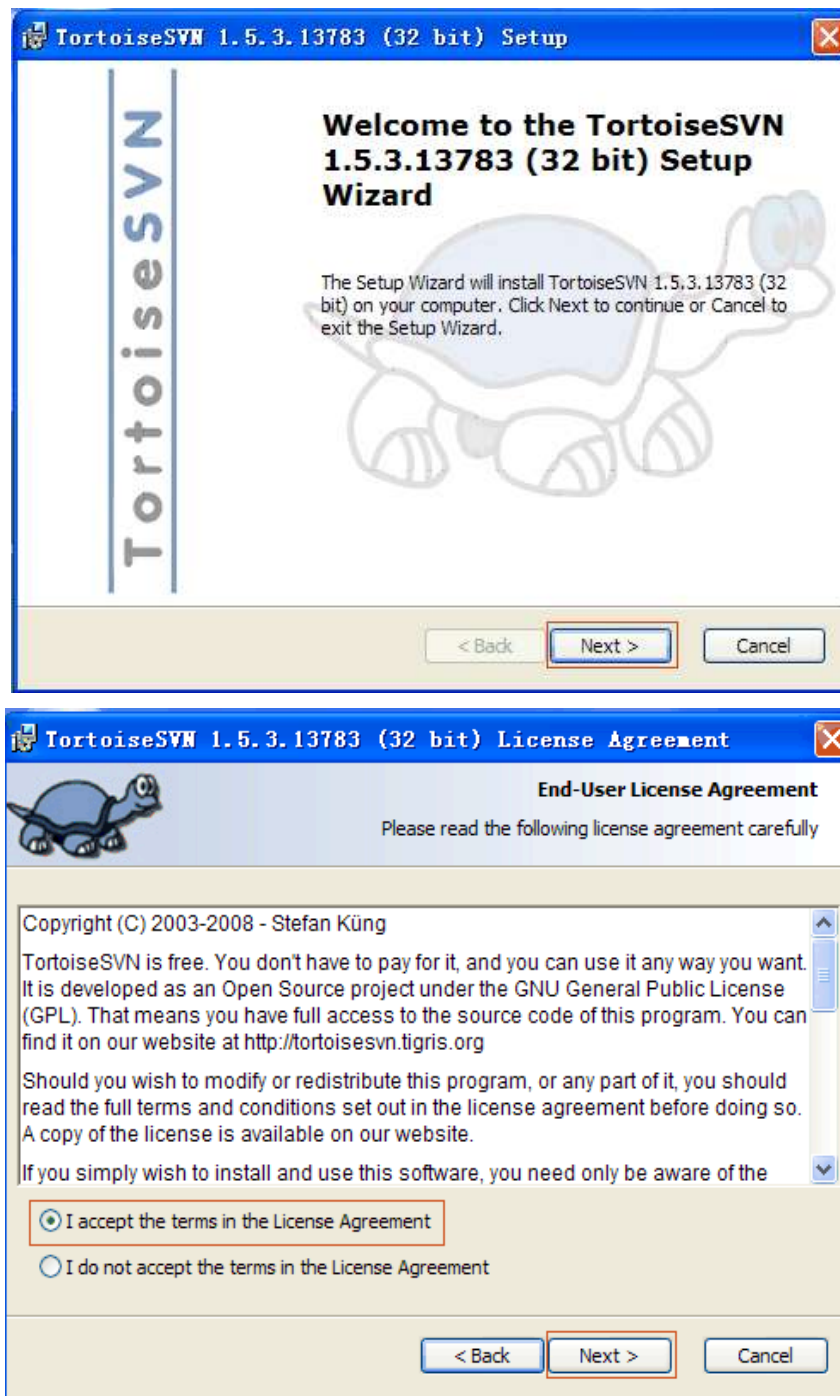 TortoiseSVN 1.5.3.13783 (32 bit) Setup
TortoiseSVN
Welcome to the TortoiseSVN
1.5.3.13783 (32 bit) Setup
Wizard
The Setup Wizard will install TortoiseSVN 1.5.3.13783 (32
bit) on your computer. Click Next to continue or Cancel to
exit the Setup Wizard.
< Back Next > Cancel
TortoiseSVN 1.5.3.13783 (32 bit) License Agreement
End-User License Agreement
Please read the following license agreement carefully
Copyright (C) 2003-2008 - Stefan Küng
TortoiseSVN is free. You don't have to pay for it, and you can use it any way you want.
It is developed as an Open Source project under the GNU General Public License
(GPL). That means you have full access to the source code of this program. You can
find it on our website at http://tortoisesvn.tigris.org
Should you wish to modify or redistribute this program, or any part of it, you should
read the full terms and conditions set out in the license agreement before doing so.
A copy of the license is available on our website.
If you simply wish to install and use this software, you need only be aware of the
I accept the terms in the License Agreement
I do not accept the terms in the License Agreement
< Back Next > Cancel